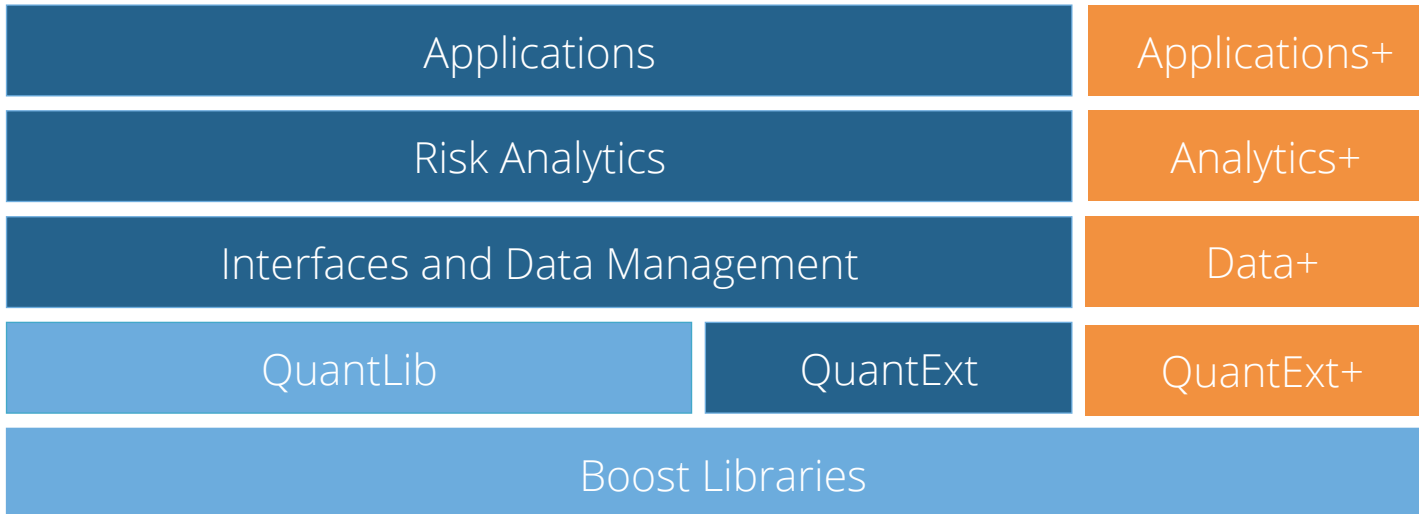 Applications
Applications+
Risk Analytics
Analytics+
Interfaces and Data Management
Data+
QuantLib
QuantExt
QuantExt+
Boost Libraries